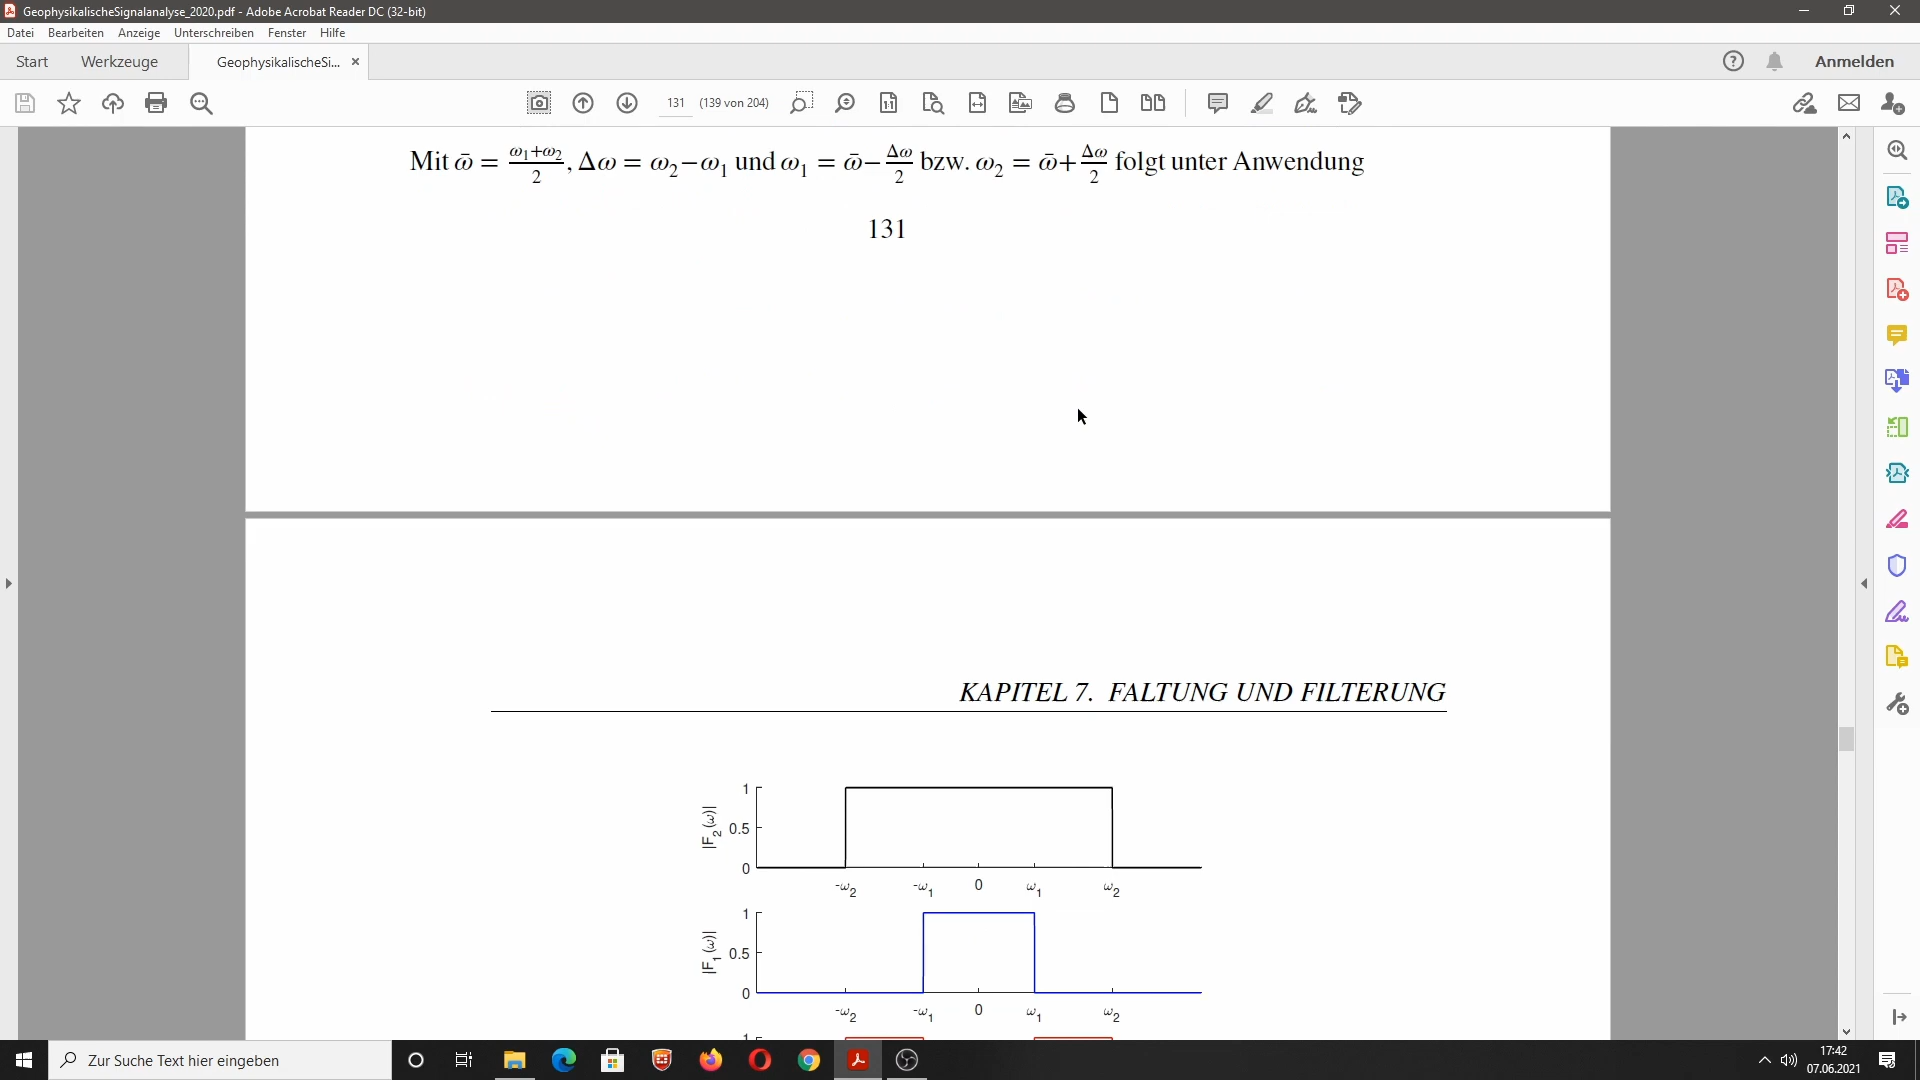 GeophysikalischeSignalanalyse_2020.pdf - Adobe Acrobat Reader DC (32-bit)
Datei Bearbeiten Anzeige Unterschreiben Fenster Hilfe
Start Werkzeuge GeophysikalischeSi... × Anmelden
131 (139 von 204)
Mit ω̄ = (ω₁+ω₂)/2, Δω = ω₂−ω₁ und ω₁ = ω̄−Δω/2 bzw. ω₂ = ω̄+Δω/2 folgt unter Anwendung
131
KAPITEL 7. FALTUNG UND FILTERUNG
|F₂(ω)|
1
0.5
0
-ω₂ -ω₁ 0 ω₁ ω₂
|F₁(ω)|
1
0.5
0
-ω₂ -ω₁ 0 ω₁ ω₂
1
Zur Suche Text hier eingeben
17:42
07.06.2021